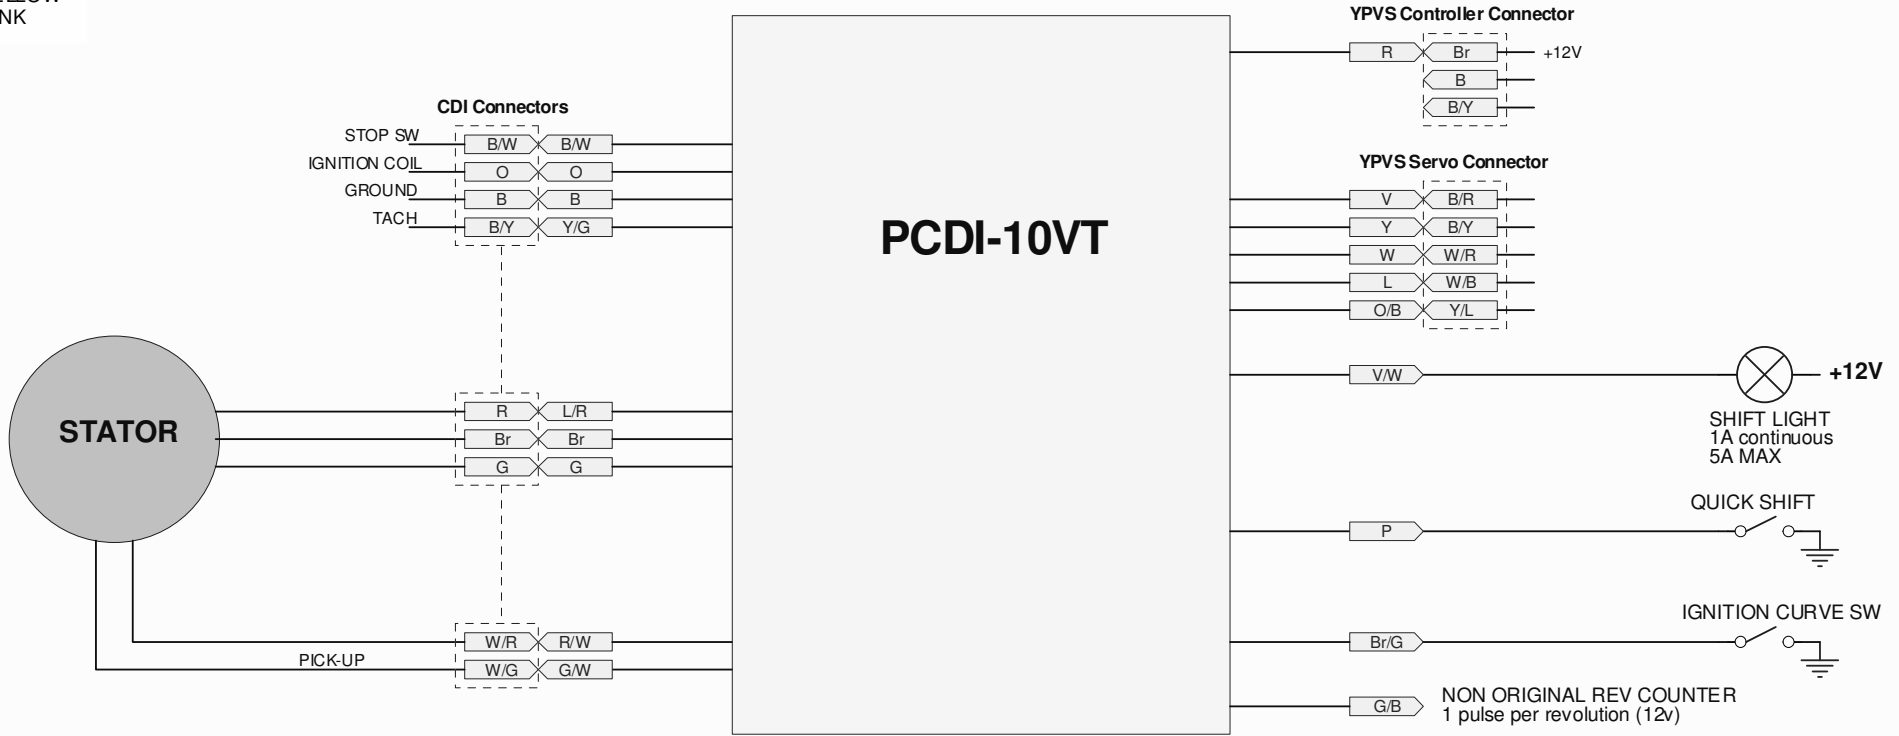 NK
YPVS Controller Connector
R Br +12V
B
B/Y
CDI Connectors
STOP SW B/W B/W
IGNITION COIL O O
GROUND B B
TACH B/Y Y/G
PCDI-10VT
YPVS Servo Connector
V B/R
Y B/Y
W W/R
L W/B
O/B Y/L
STATOR
R L/R
Br Br
G G
V/W +12V
SHIFT LIGHT
1A continuous
5A MAX
QUICK SHIFT
P
IGNITION CURVE SW
Br/G
PICK-UP
W/R R/W
W/G G/W
G/B
NON ORIGINAL REV COUNTER
1 pulse per revolution (12v)